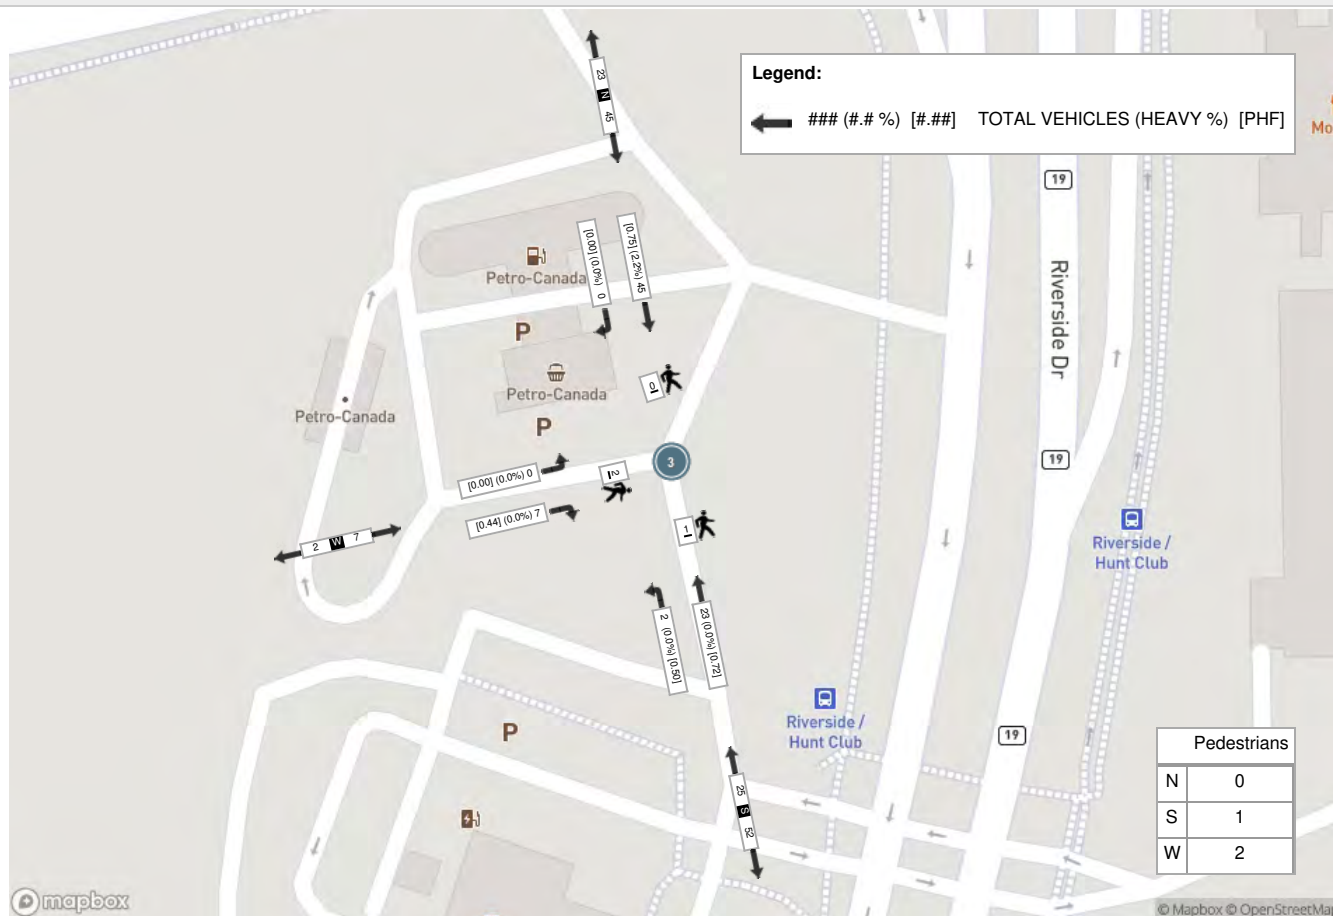 Legend:
### (#.# %) [#.##] TOTAL VEHICLES (HEAVY %) [PHF]
Mo
23 N 45
19
Riverside Dr
[0.00] (0.0%) 0
[0.75] (2.2%) 45
Petro-Canada
P
0
Petro-Canada
Petro-Canada
P
3
19
[0.00] (0.0%) 0
2
[0.44] (0.0%) 7
1
2 W 7
Riverside /
Hunt Club
2 (0.0%) [0.50]
23 (0.0%) [0.72]
Riverside /
Hunt Club
P
19
25 S 52
Pedestrians
N 0
S 1
W 2
mapbox
© Mapbox © OpenStreetMap